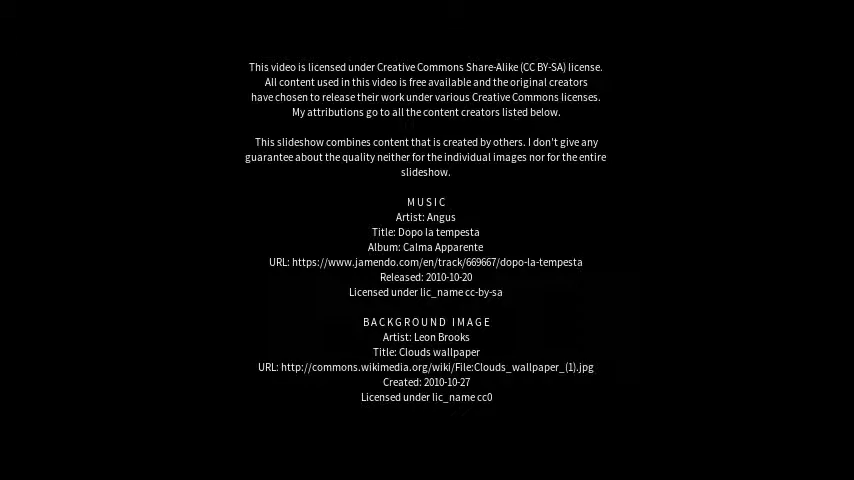 This video is licensed under Creative Commons Share-Alike (CC BY-SA) license.
All content used in this video is free available and the original creators
have chosen to release their work under various Creative Commons licenses.
My attributions go to all the content creators listed below.
This slideshow combines content that is created by others. I don't give any
guarantee about the quality neither for the individual images nor for the entire
slideshow.
M U S I C
Artist: Angus
Title: Dopo la tempesta
Album: Calma Apparente
URL: https://www.jamendo.com/en/track/669667/dopo-la-tempesta
Released: 2010-10-20
Licensed under lic_name cc-by-sa
B A C K G R O U N D  I M A G E
Artist: Leon Brooks
Title: Clouds wallpaper
URL: http://commons.wikimedia.org/wiki/File:Clouds_wallpaper_(1).jpg
Created: 2010-10-27
Licensed under lic_name cc0